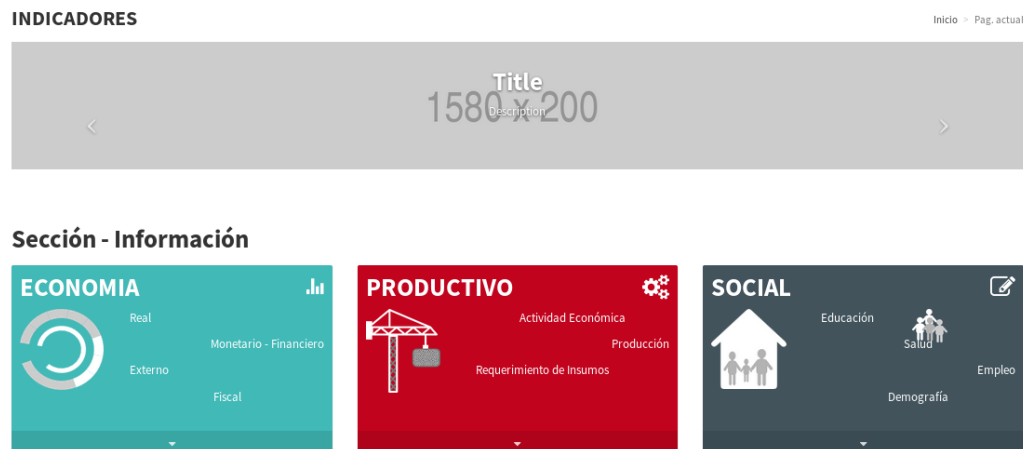 INDICADORES
Inicio > Pag. actual
Title
1580 x 200
Description
Sección - Información
ECONOMIA
Real
Monetario - Financiero
Externo
Fiscal
PRODUCTIVO
Actividad Económica
Producción
Requerimiento de Insumos
SOCIAL
Educación
Salud
Empleo
Demografía